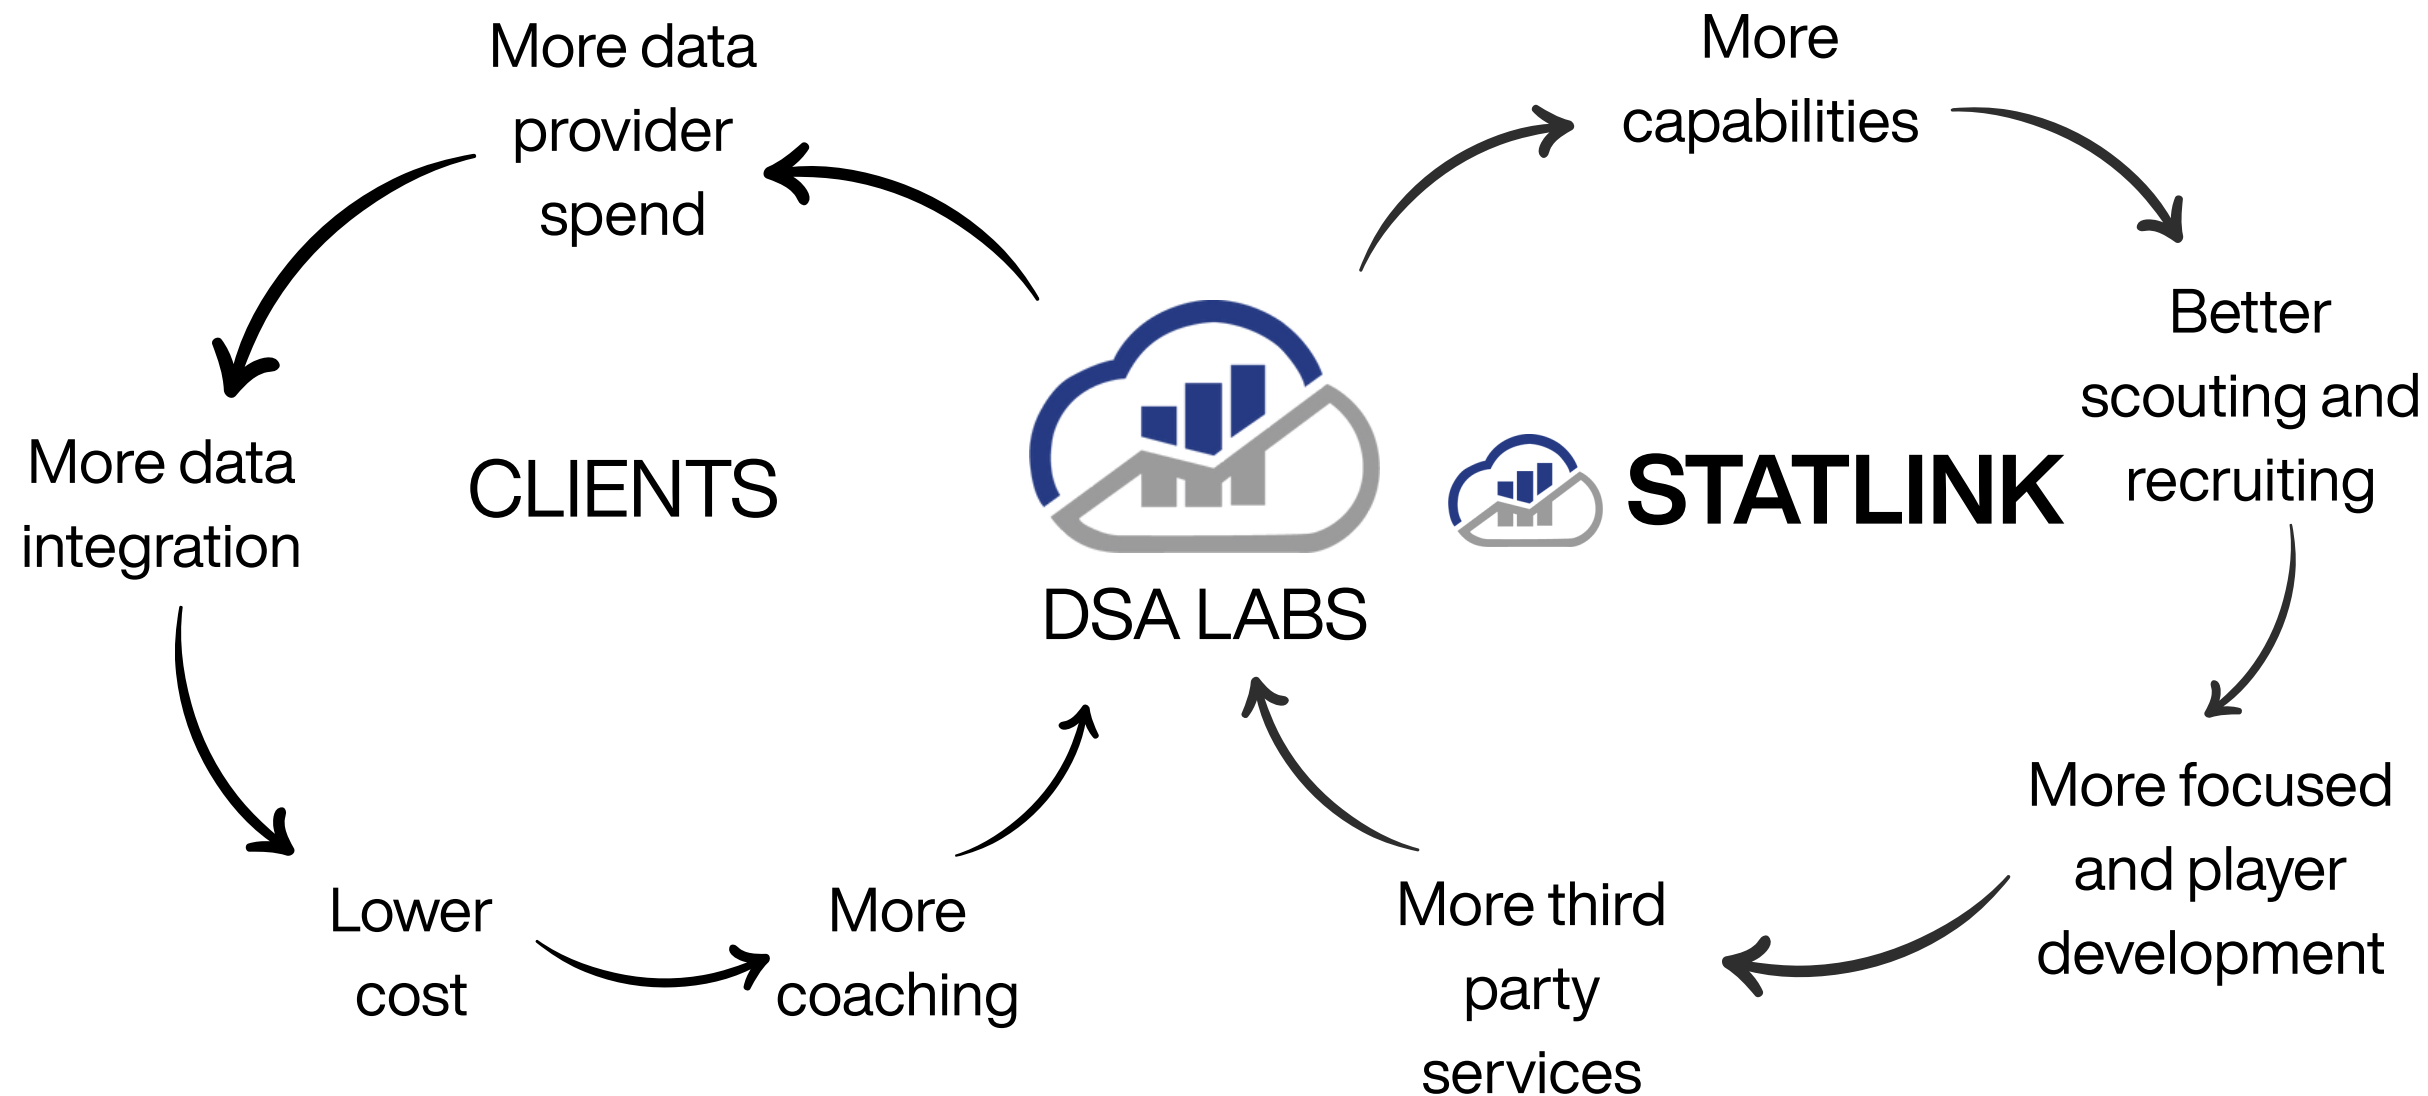 More data
provider
spend
More data
integration
CLIENTS
Lower
cost
More
coaching
DSA LABS
More
capabilities
STATLINK
Better
scouting and
recruiting
More focused
and player
development
More third
party
services